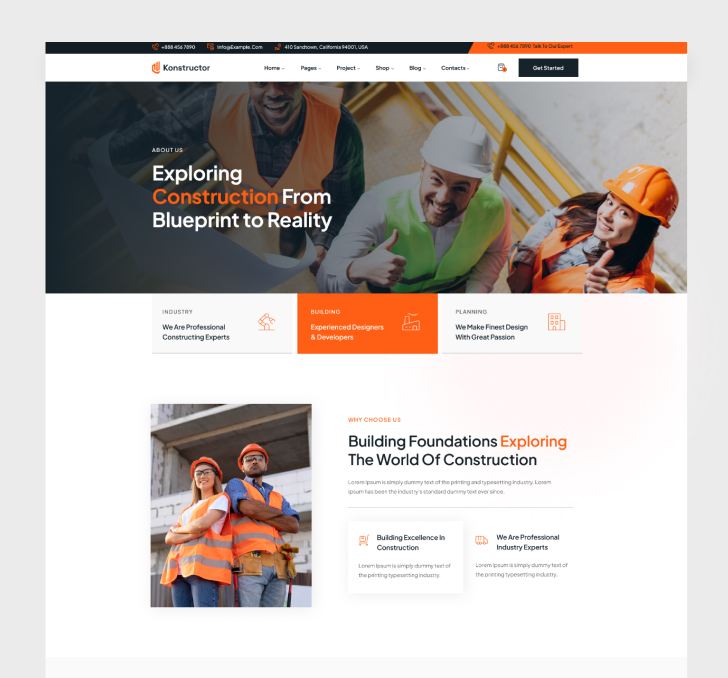 +888 456 7890 Info@Example.Com 410 Sandtown, California 94001, USA +888 456 7890 Talk To Our Expert
Konstructor Home Pages Project Shop Blog Contacts Get Started
ABOUT US
Exploring
Construction From
Blueprint to Reality
INDUSTRY
We Are Professional
Constructing Experts
BUILDING
Experienced Designers
& Developers
PLANNING
We Make Finest Design
With Great Passion
WHY CHOOSE US
Building Foundations Exploring
The World Of Construction
Lorem Ipsum is simply dummy text of the printing and typesetting industry. Lorem
Ipsum has been the industry's standard dummy text ever since.
Building Excellence In
Construction
Lorem Ipsum is simply dummy text of
the printing typesetting industry.
We Are Professional
Industry Experts
Lorem Ipsum is simply dummy text of
the printing typesetting industry.